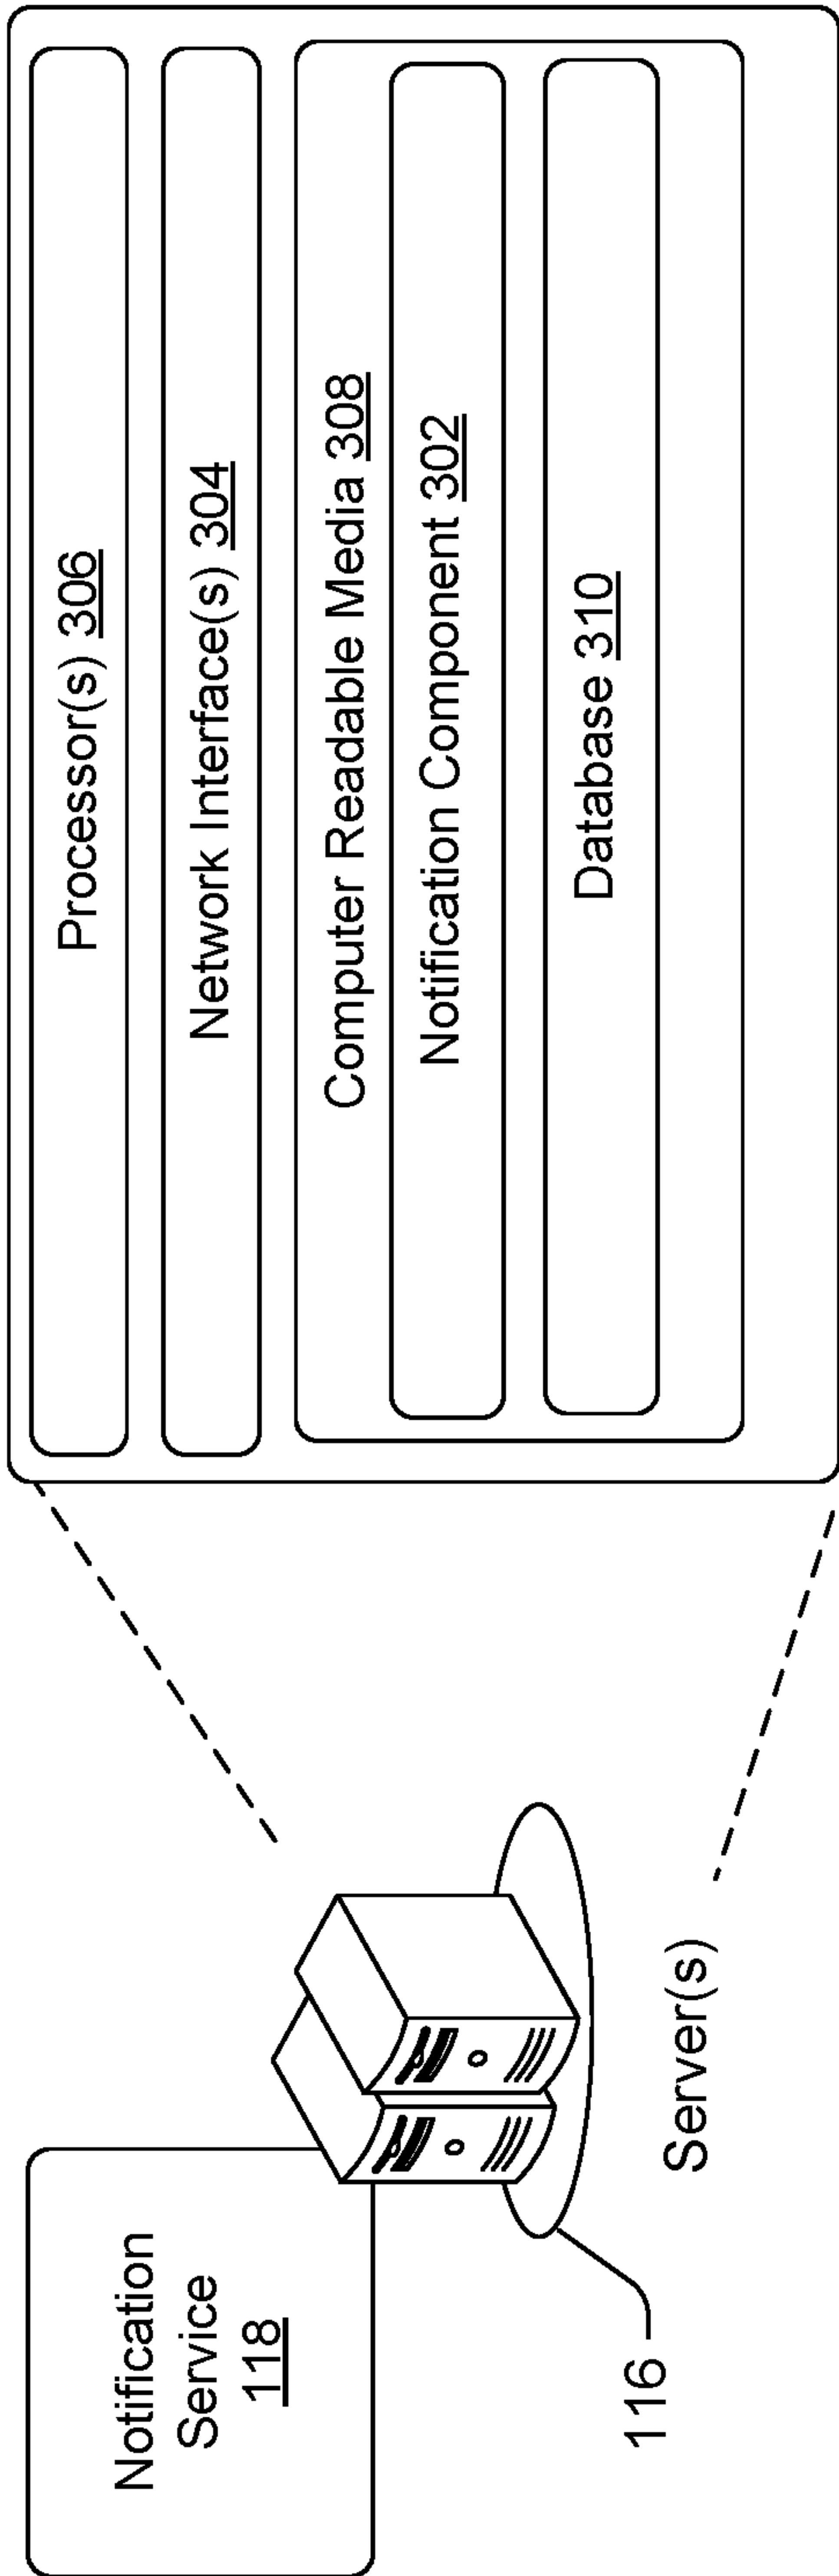 Notification
Service
118
116
Server(s)
Processor(s) 306
Network Interface(s) 304
Computer Readable Media 308
Notification Component 302
Database 310